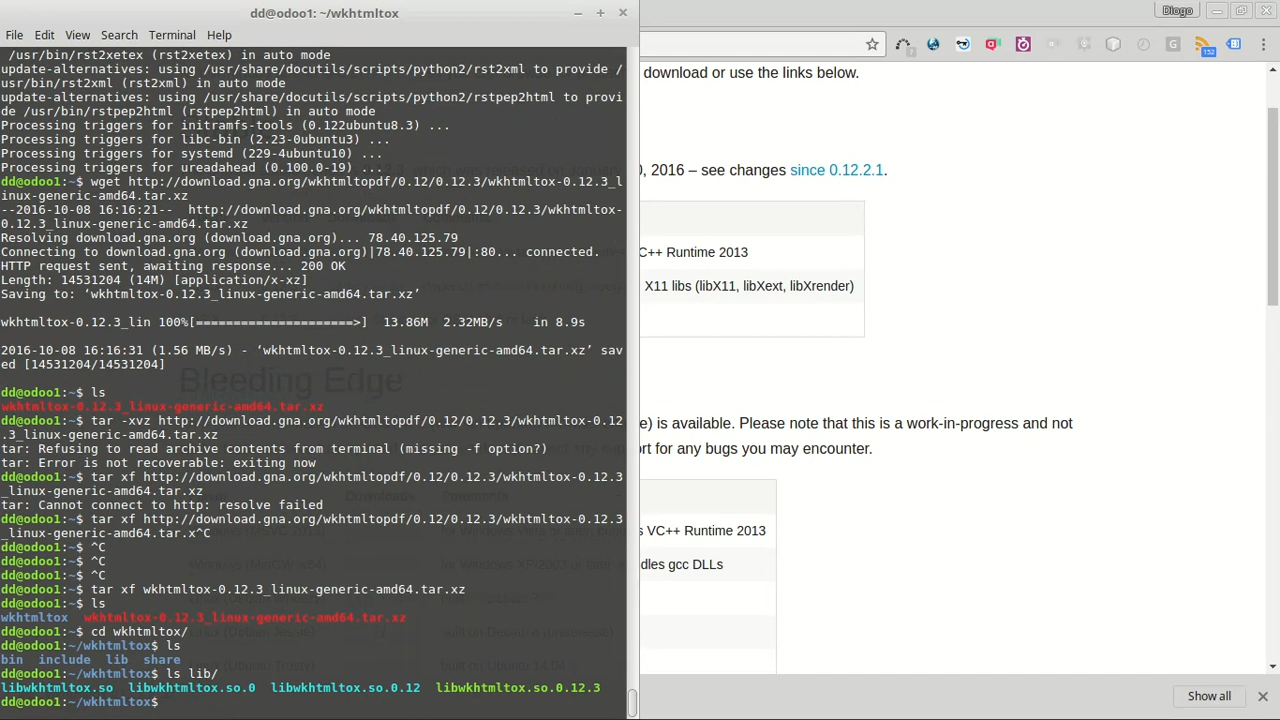 dd@odoo1: ~/wkhtmltox
File Edit View Search Terminal Help
/usr/bin/rst2xetex (rst2xetex) in auto mode
update-alternatives: using /usr/share/docutils/scripts/python2/rst2xml to provide /
usr/bin/rst2xml (rst2xml) in auto mode
update-alternatives: using /usr/share/docutils/scripts/python2/rstpep2html to provi
de /usr/bin/rstpep2html (rstpep2html) in auto mode
Processing triggers for initramfs-tools (0.122ubuntu8.3) ...
Processing triggers for libc-bin (2.23-0ubuntu3) ...
Processing triggers for systemd (229-4ubuntu10) ...
Processing triggers for ureadahead (0.100.0-19) ...
dd@odoo1:~$ wget http://download.gna.org/wkhtmltopdf/0.12/0.12.3/wkhtmltox-0.12.3_l
inux-generic-amd64.tar.xz
--2016-10-08 16:16:21--  http://download.gna.org/wkhtmltopdf/0.12/0.12.3/wkhtmltox-
0.12.3_linux-generic-amd64.tar.xz
Resolving download.gna.org (download.gna.org)... 78.40.125.79
Connecting to download.gna.org (download.gna.org)|78.40.125.79|:80... connected.
HTTP request sent, awaiting response... 200 OK
Length: 14531204 (14M) [application/x-xz]
Saving to: ‘wkhtmltox-0.12.3_linux-generic-amd64.tar.xz’
wkhtmltox-0.12.3_lin 100%[=====================>]  13.86M  2.32MB/s    in 8.9s
2016-10-08 16:16:31 (1.56 MB/s) - ‘wkhtmltox-0.12.3_linux-generic-amd64.tar.xz’ sav
ed [14531204/14531204]
dd@odoo1:~$ ls
wkhtmltox-0.12.3_linux-generic-amd64.tar.xz
dd@odoo1:~$ tar -xvz http://download.gna.org/wkhtmltopdf/0.12/0.12.3/wkhtmltox-0.12
.3_linux-generic-amd64.tar.xz
tar: Refusing to read archive contents from terminal (missing -f option?)
tar: Error is not recoverable: exiting now
dd@odoo1:~$ tar xf http://download.gna.org/wkhtmltopdf/0.12/0.12.3/wkhtmltox-0.12.3
_linux-generic-amd64.tar.xz
tar: Cannot connect to http: resolve failed
dd@odoo1:~$ tar xf http://download.gna.org/wkhtmltopdf/0.12/0.12.3/wkhtmltox-0.12.3
_linux-generic-amd64.tar.x^C
dd@odoo1:~$ ^C
dd@odoo1:~$ ^C
dd@odoo1:~$ ^C
dd@odoo1:~$ tar xf wkhtmltox-0.12.3_linux-generic-amd64.tar.xz
dd@odoo1:~$ ls
wkhtmltox  wkhtmltox-0.12.3_linux-generic-amd64.tar.xz
dd@odoo1:~$ cd wkhtmltox/
dd@odoo1:~/wkhtmltox$ ls
bin  include  lib  share
dd@odoo1:~/wkhtmltox$ ls lib/
libwkhtmltox.so  libwkhtmltox.so.0  libwkhtmltox.so.0.12  libwkhtmltox.so.0.12.3
dd@odoo1:~/wkhtmltox$
Bleeding Edge
Diogo
152
download or use the links below.
0, 2016 – see changes since 0.12.2.1.
C++ Runtime 2013
X11 libs (libX11, libXext, libXrender)
e) is available. Please note that this is a work-in-progress and not
rt for any bugs you may encounter.
s VC++ Runtime 2013
dles gcc DLLs
Show all